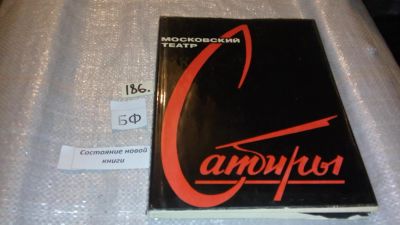 МОСКОВСКИЙ
ТЕАТР
Сатиры
186.
БФ
Состояние новой
книги